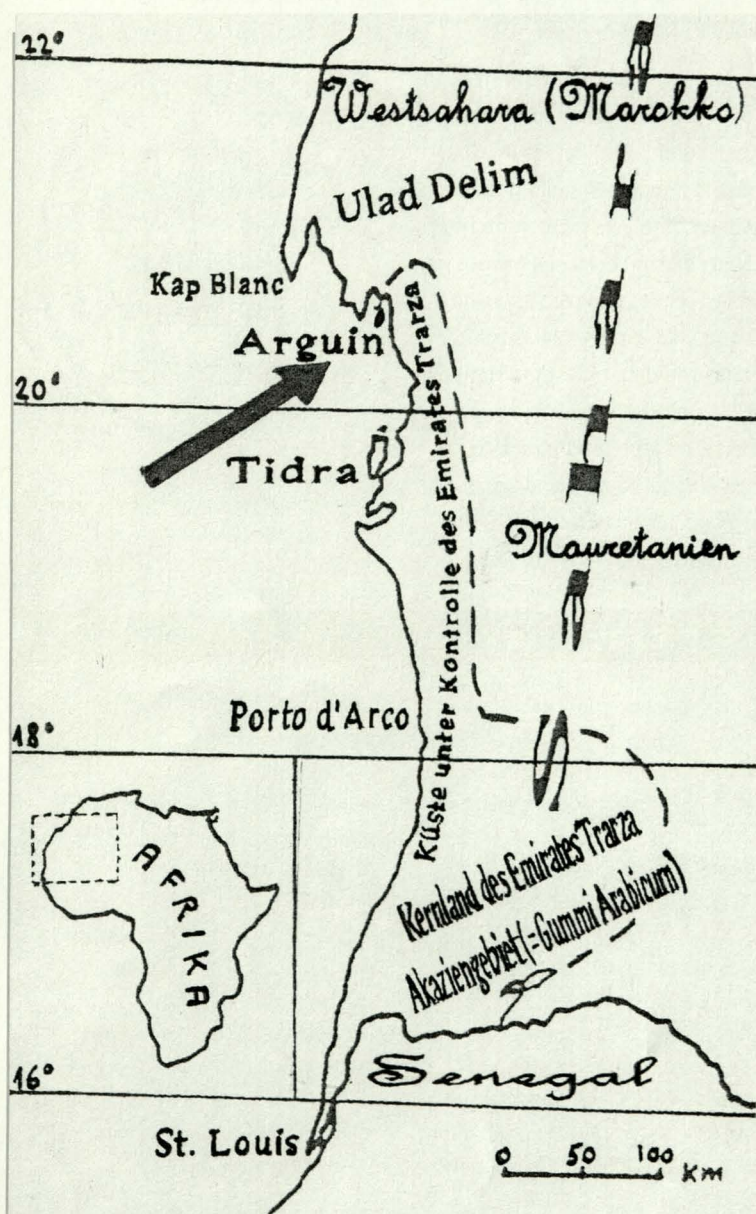 22°
Westsahara (Marokko)
Ulad Delim
Kap Blanc
Arguin
20°
Tidra
Küste unter Kontrolle des Emirates Trarza
SAHARA
Mauretanien
Porto d'Arco
18°
AFRIKA
Kernland des Emirates Trarza
Akaziengebiet (=Gummi Arabicum)
16°
Senegal
St. Louis
0 50 100 KM